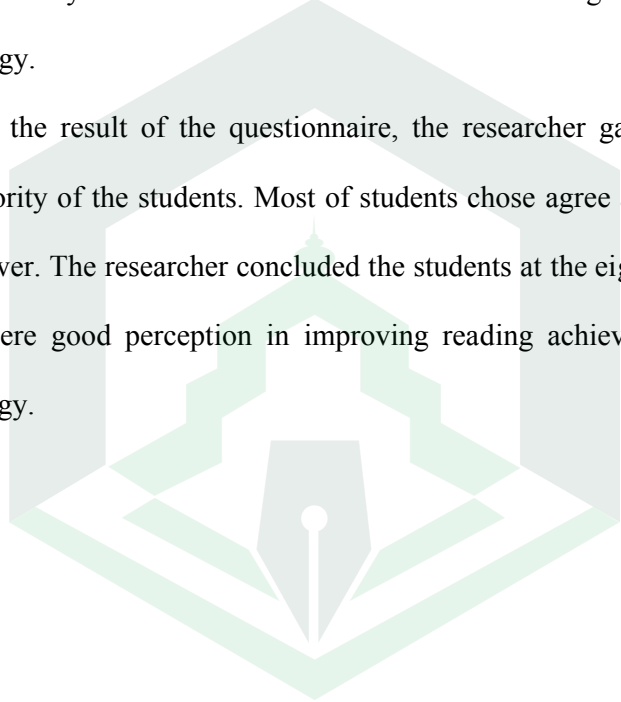 gy.
the result of the questionnaire, the researcher ga
ority of the students. Most of students chose agree
ver. The researcher concluded the students at the eig
ere good perception in improving reading achiev
gy.